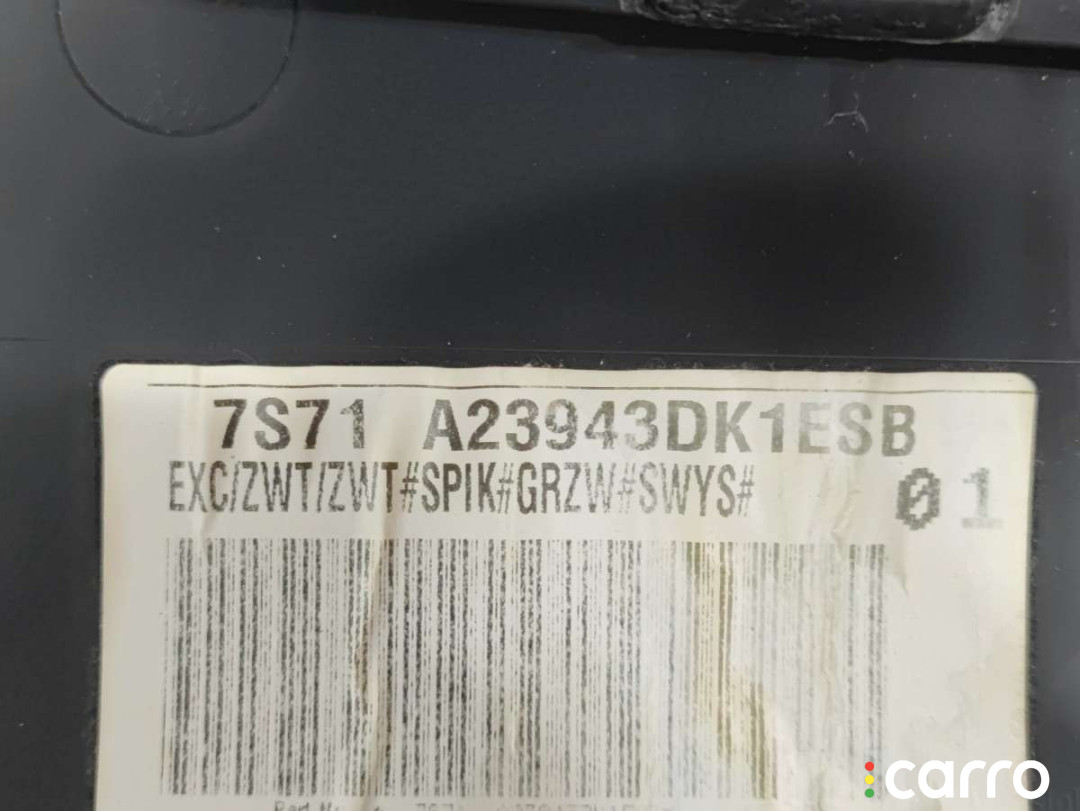 7S71 A23943DK1ESB
EXC/ZWT/ZWT#SPIK#GRZW#SWYS#
01
carro